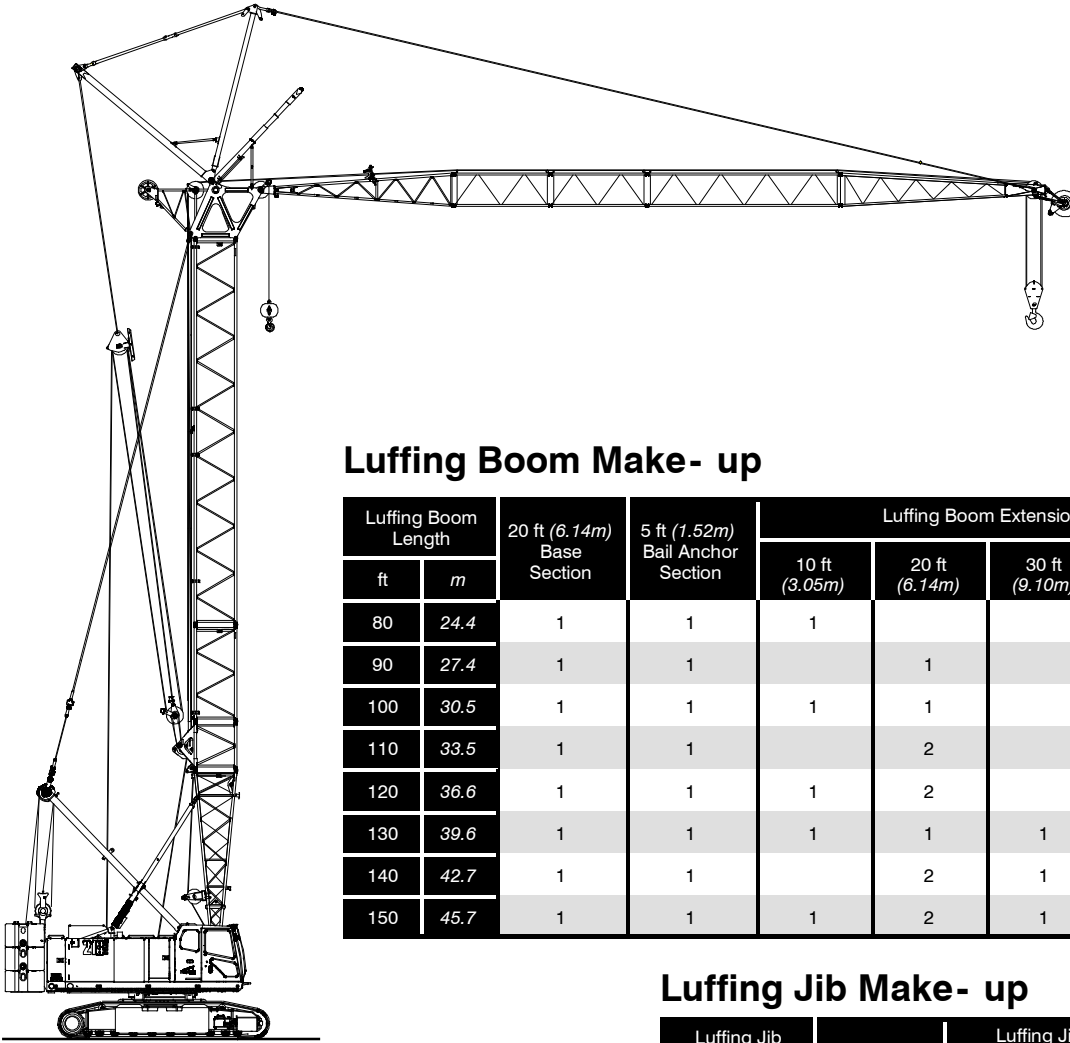 Luffing Boom Make- up
Luffing Boom Length
20 ft (6.14m) Base Section
5 ft (1.52m) Bail Anchor Section
Luffing Boom Extensio
ft m
10 ft (3.05m)
20 ft (6.14m)
30 ft (9.10m)
80 24.4 1 1 1
90 27.4 1 1 1
100 30.5 1 1 1 1
110 33.5 1 1 2
120 36.6 1 1 1 2
130 39.6 1 1 1 1 1
140 42.7 1 1 2 1
150 45.7 1 1 1 2 1
Luffing Jib Make- up
Luffing Jib
Luffing Ji